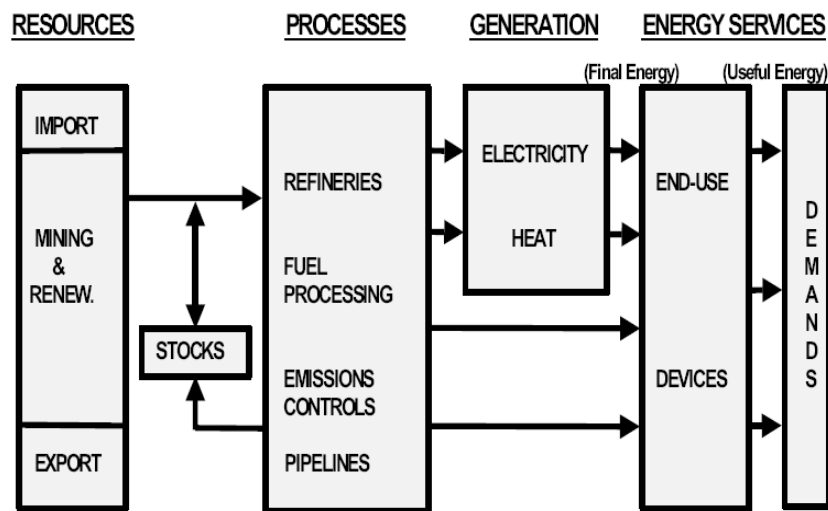 RESOURCES
PROCESSES
GENERATION
ENERGY SERVICES
(Final Energy)
(Useful Energy)
IMPORT
MINING
&
RENEW.
EXPORT
STOCKS
REFINERIES
FUEL
PROCESSING
EMISSIONS
CONTROLS
PIPELINES
ELECTRICITY
HEAT
END-USE
DEVICES
DEMANDS